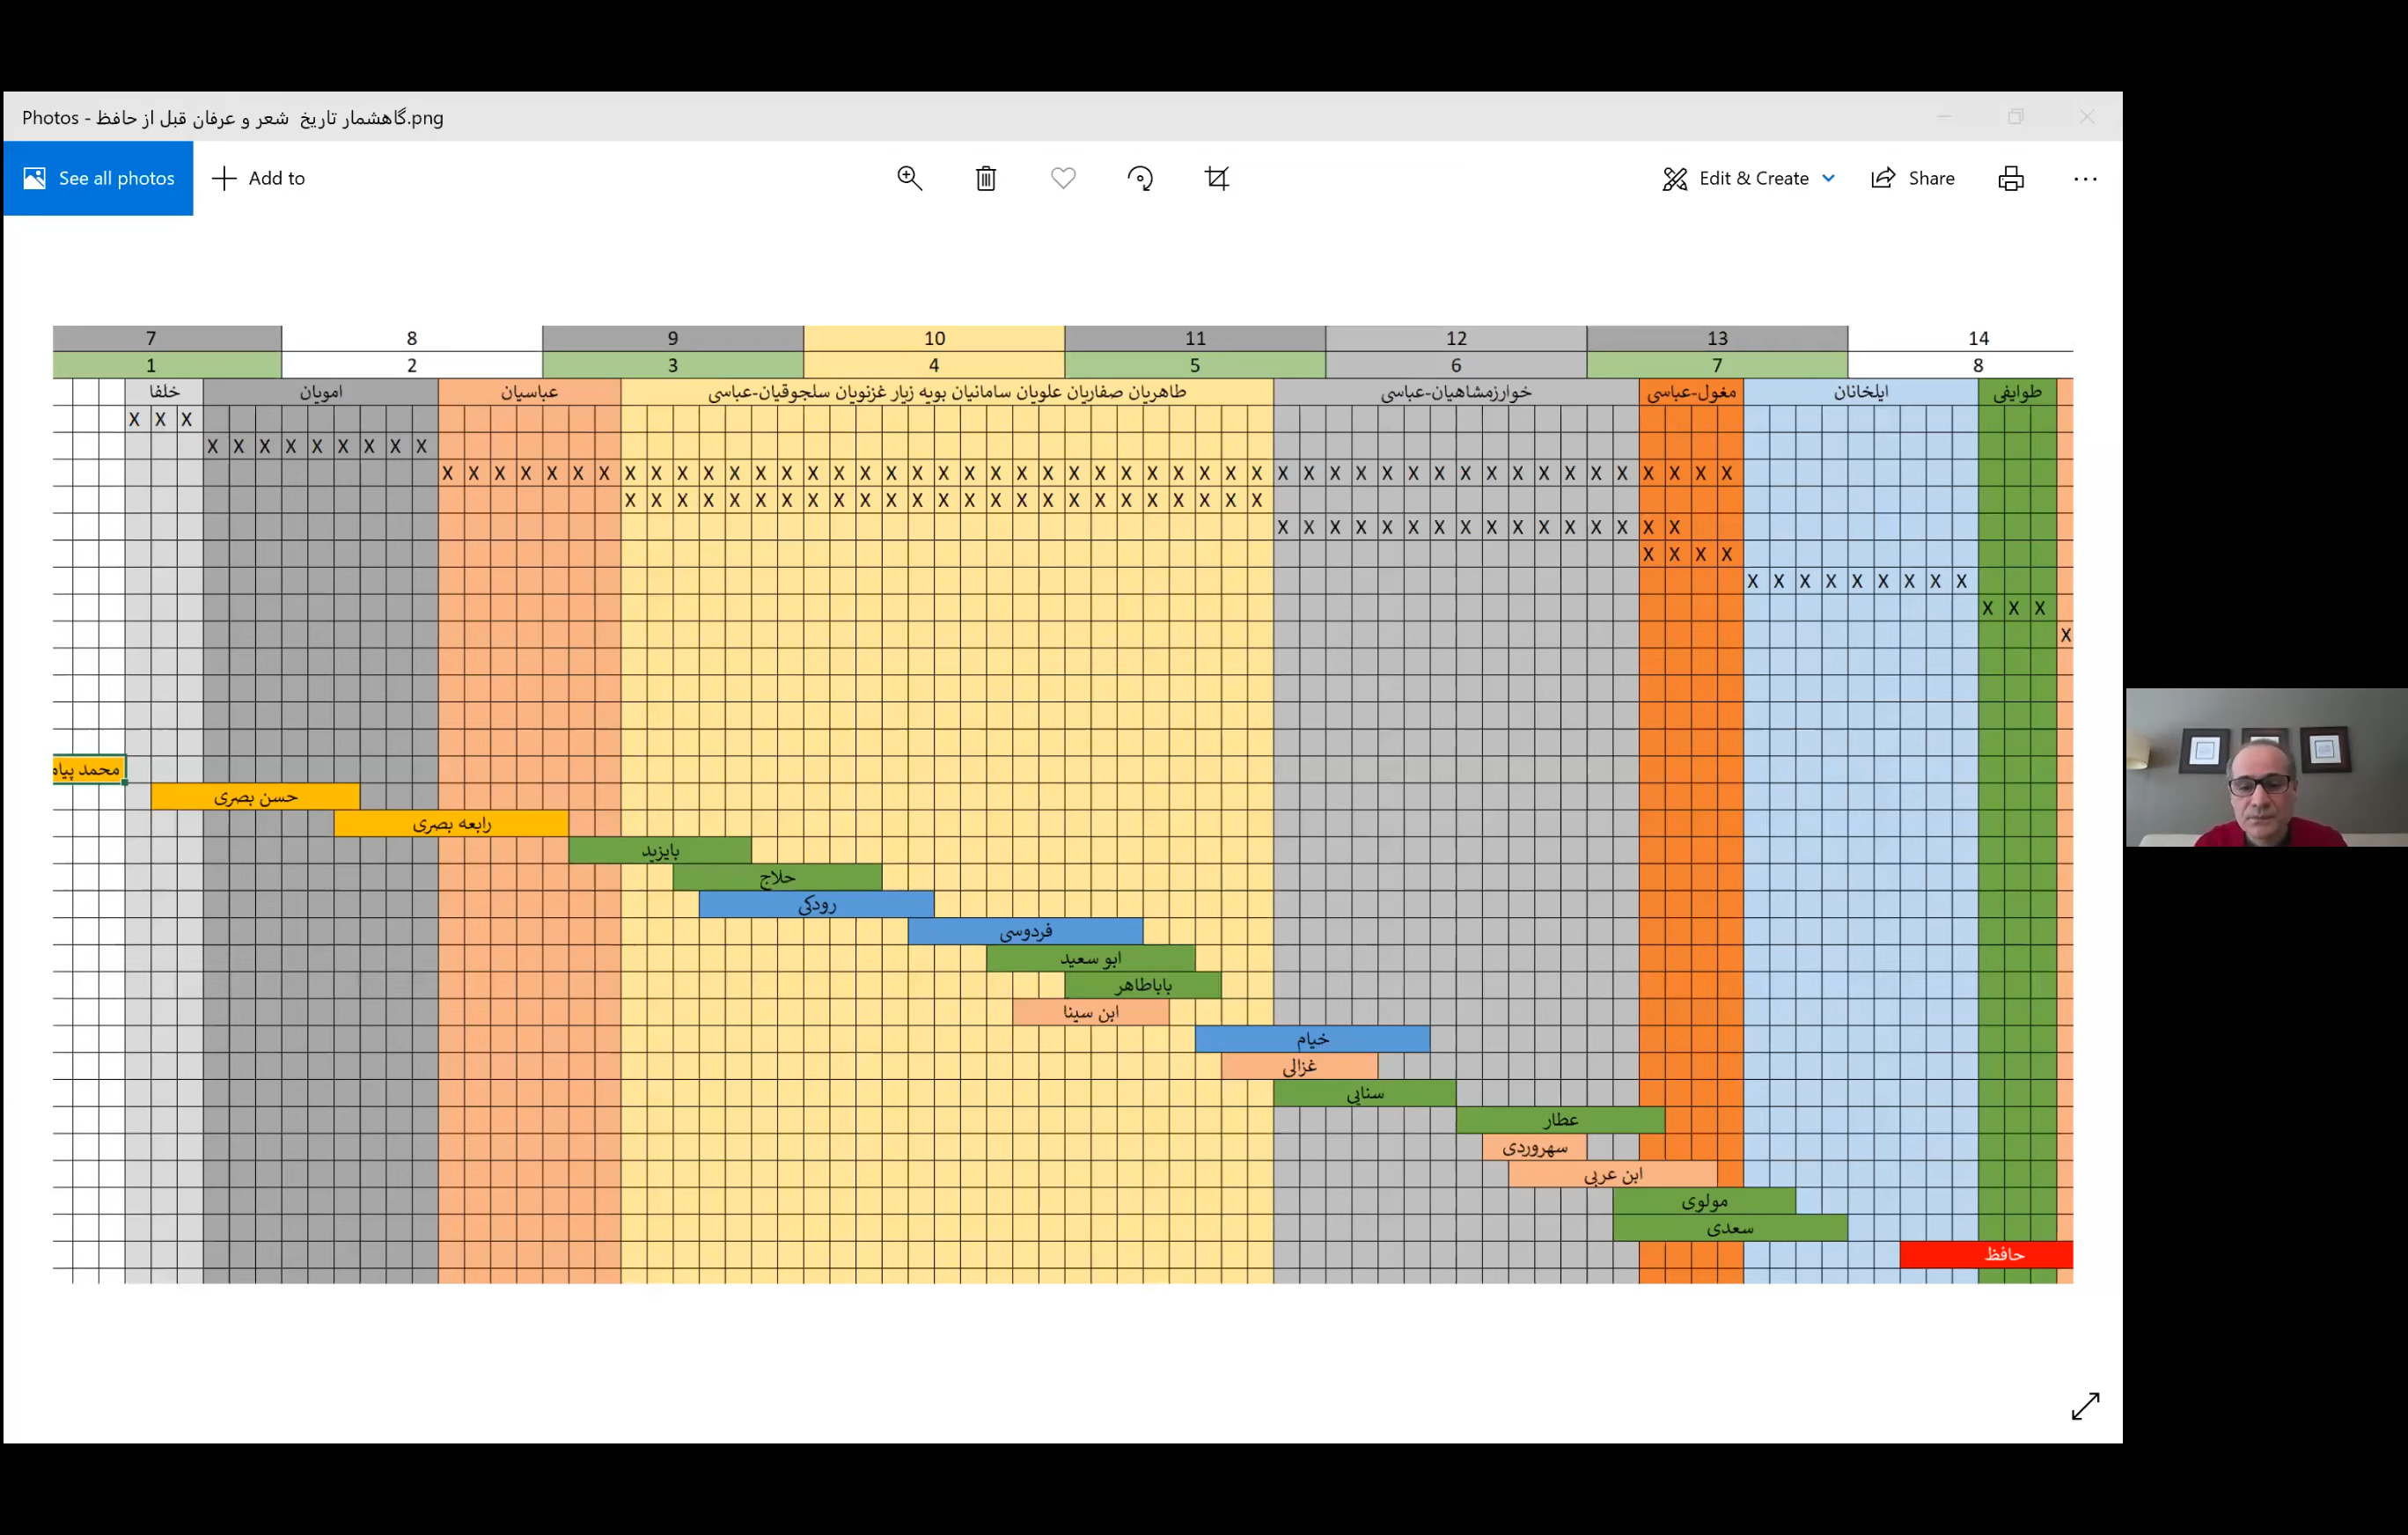 Photos - گاهشمار تاریخ شعر و عرفان قبل از حافظ.png
See all photos
Add to
Edit & Create
Share
7 8 9 10 11 12 13 14
1 2 3 4 5 6 7 8
خلفا امویان عباسیان طاهریان صفاریان علویان سامانیان بویه زیار غزنویان سلجوقیان-عباسی خوارزمشاهیان-عباسی مغول-عباسی ایلخانان طوایفی
X X X
X X X X X X X X X
X X X X X X X X X X X X X X X X X X X X X X X X X X X X X X X X X X X X X X X X X X X X X X X X X X
X X X X X X X X X X X X X X X X X X X X X X X X X
X X X X X X X X X X X X X X X X
X X X X
X X X X X X X X X
X X X
X
محمد پیام
حسن بصری
رابعه بصری
بایزید
حلاج
رودکی
فردوسی
ابو سعید
باباطاهر
ابن سینا
خیام
غزالی
سنایی
عطار
سهروردی
ابن عربی
مولوی
سعدی
حافظ